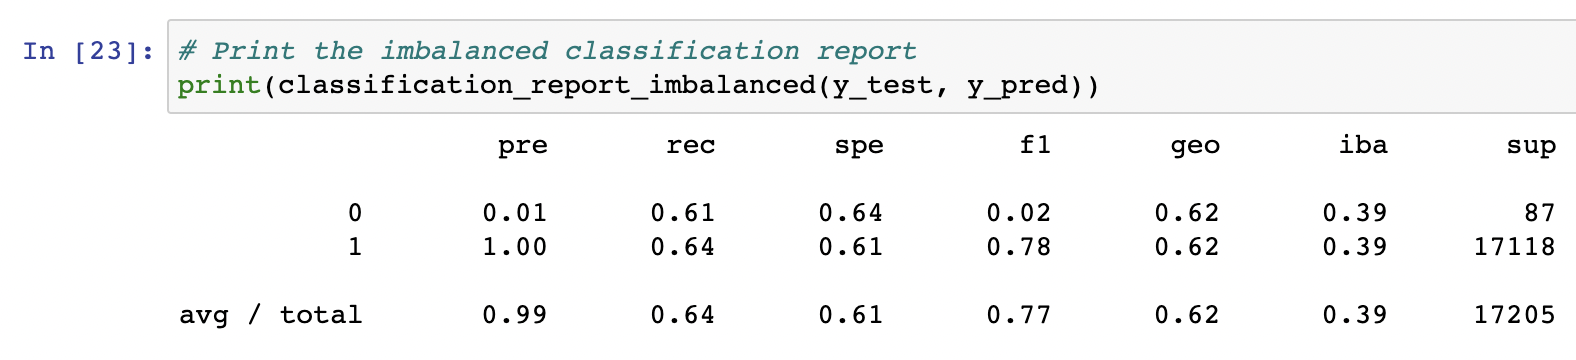 In [23]: # Print the imbalanced classification report
print(classification_report_imbalanced(y_test, y_pred))
pre rec spe f1 geo iba sup
0 0.01 0.61 0.64 0.02 0.62 0.39 87
1 1.00 0.64 0.61 0.78 0.62 0.39 17118
avg / total 0.99 0.64 0.61 0.77 0.62 0.39 17205